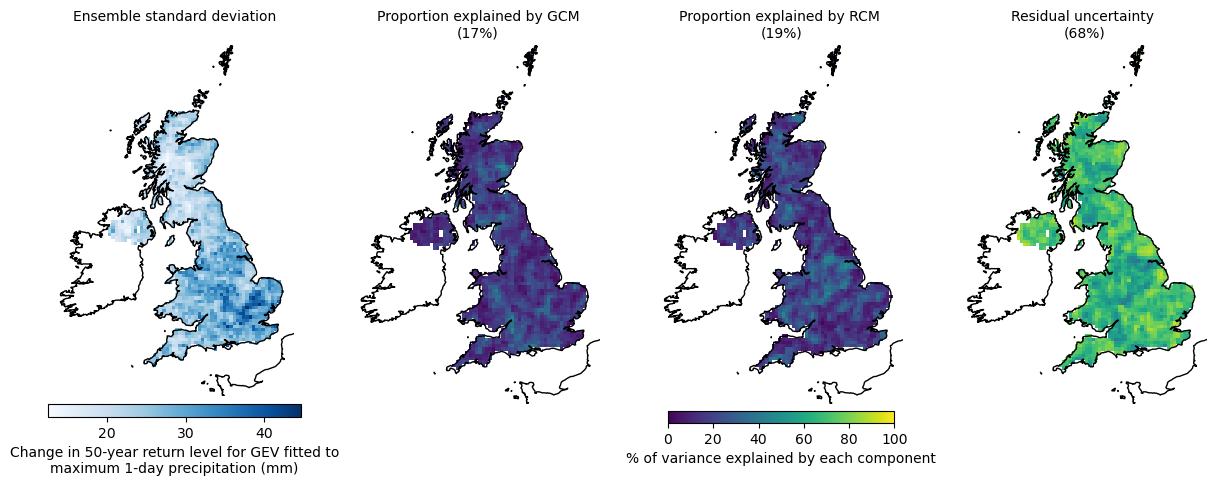 Ensemble standard deviation
Proportion explained by GCM
(17%)
Proportion explained by RCM
(19%)
Residual uncertainty
(68%)
20 30 40
Change in 50-year return level for GEV fitted to
maximum 1-day precipitation (mm)
0 20 40 60 80 100
% of variance explained by each component